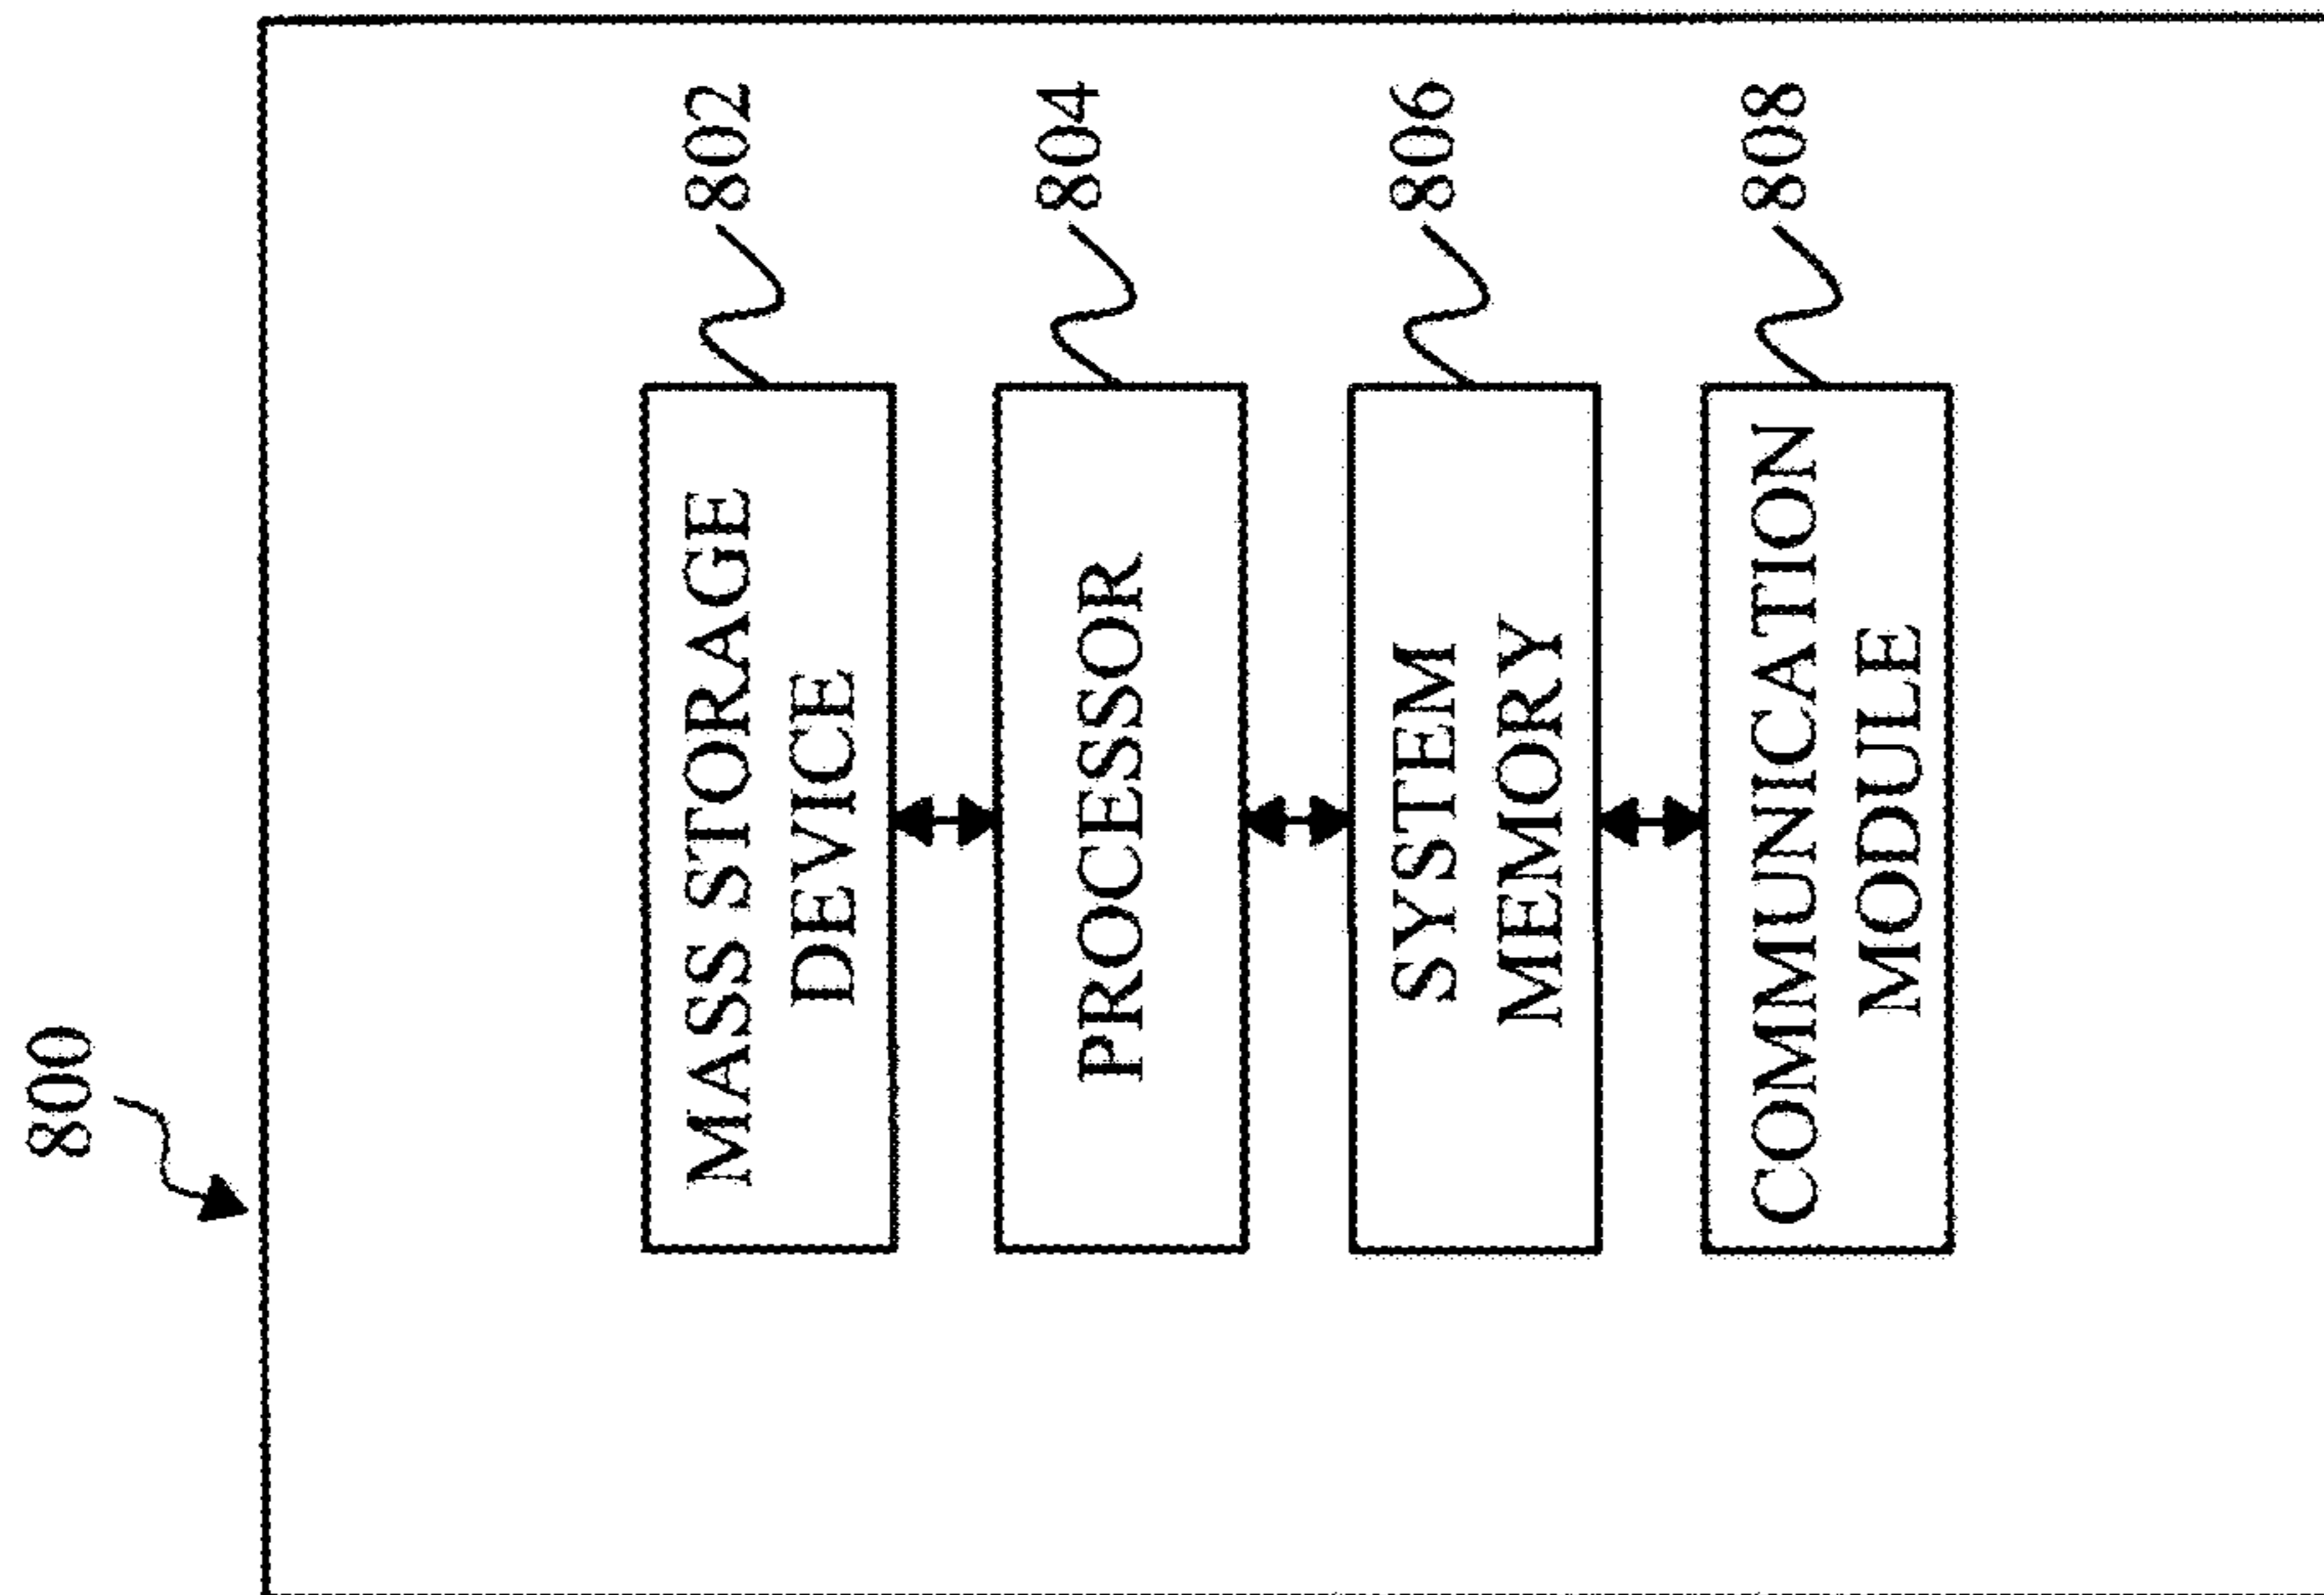 800
MASS STORAGE
DEVICE
802
PROCESSOR
804
SYSTEM
MEMORY
806
COMMUNICATION
MODULE
808